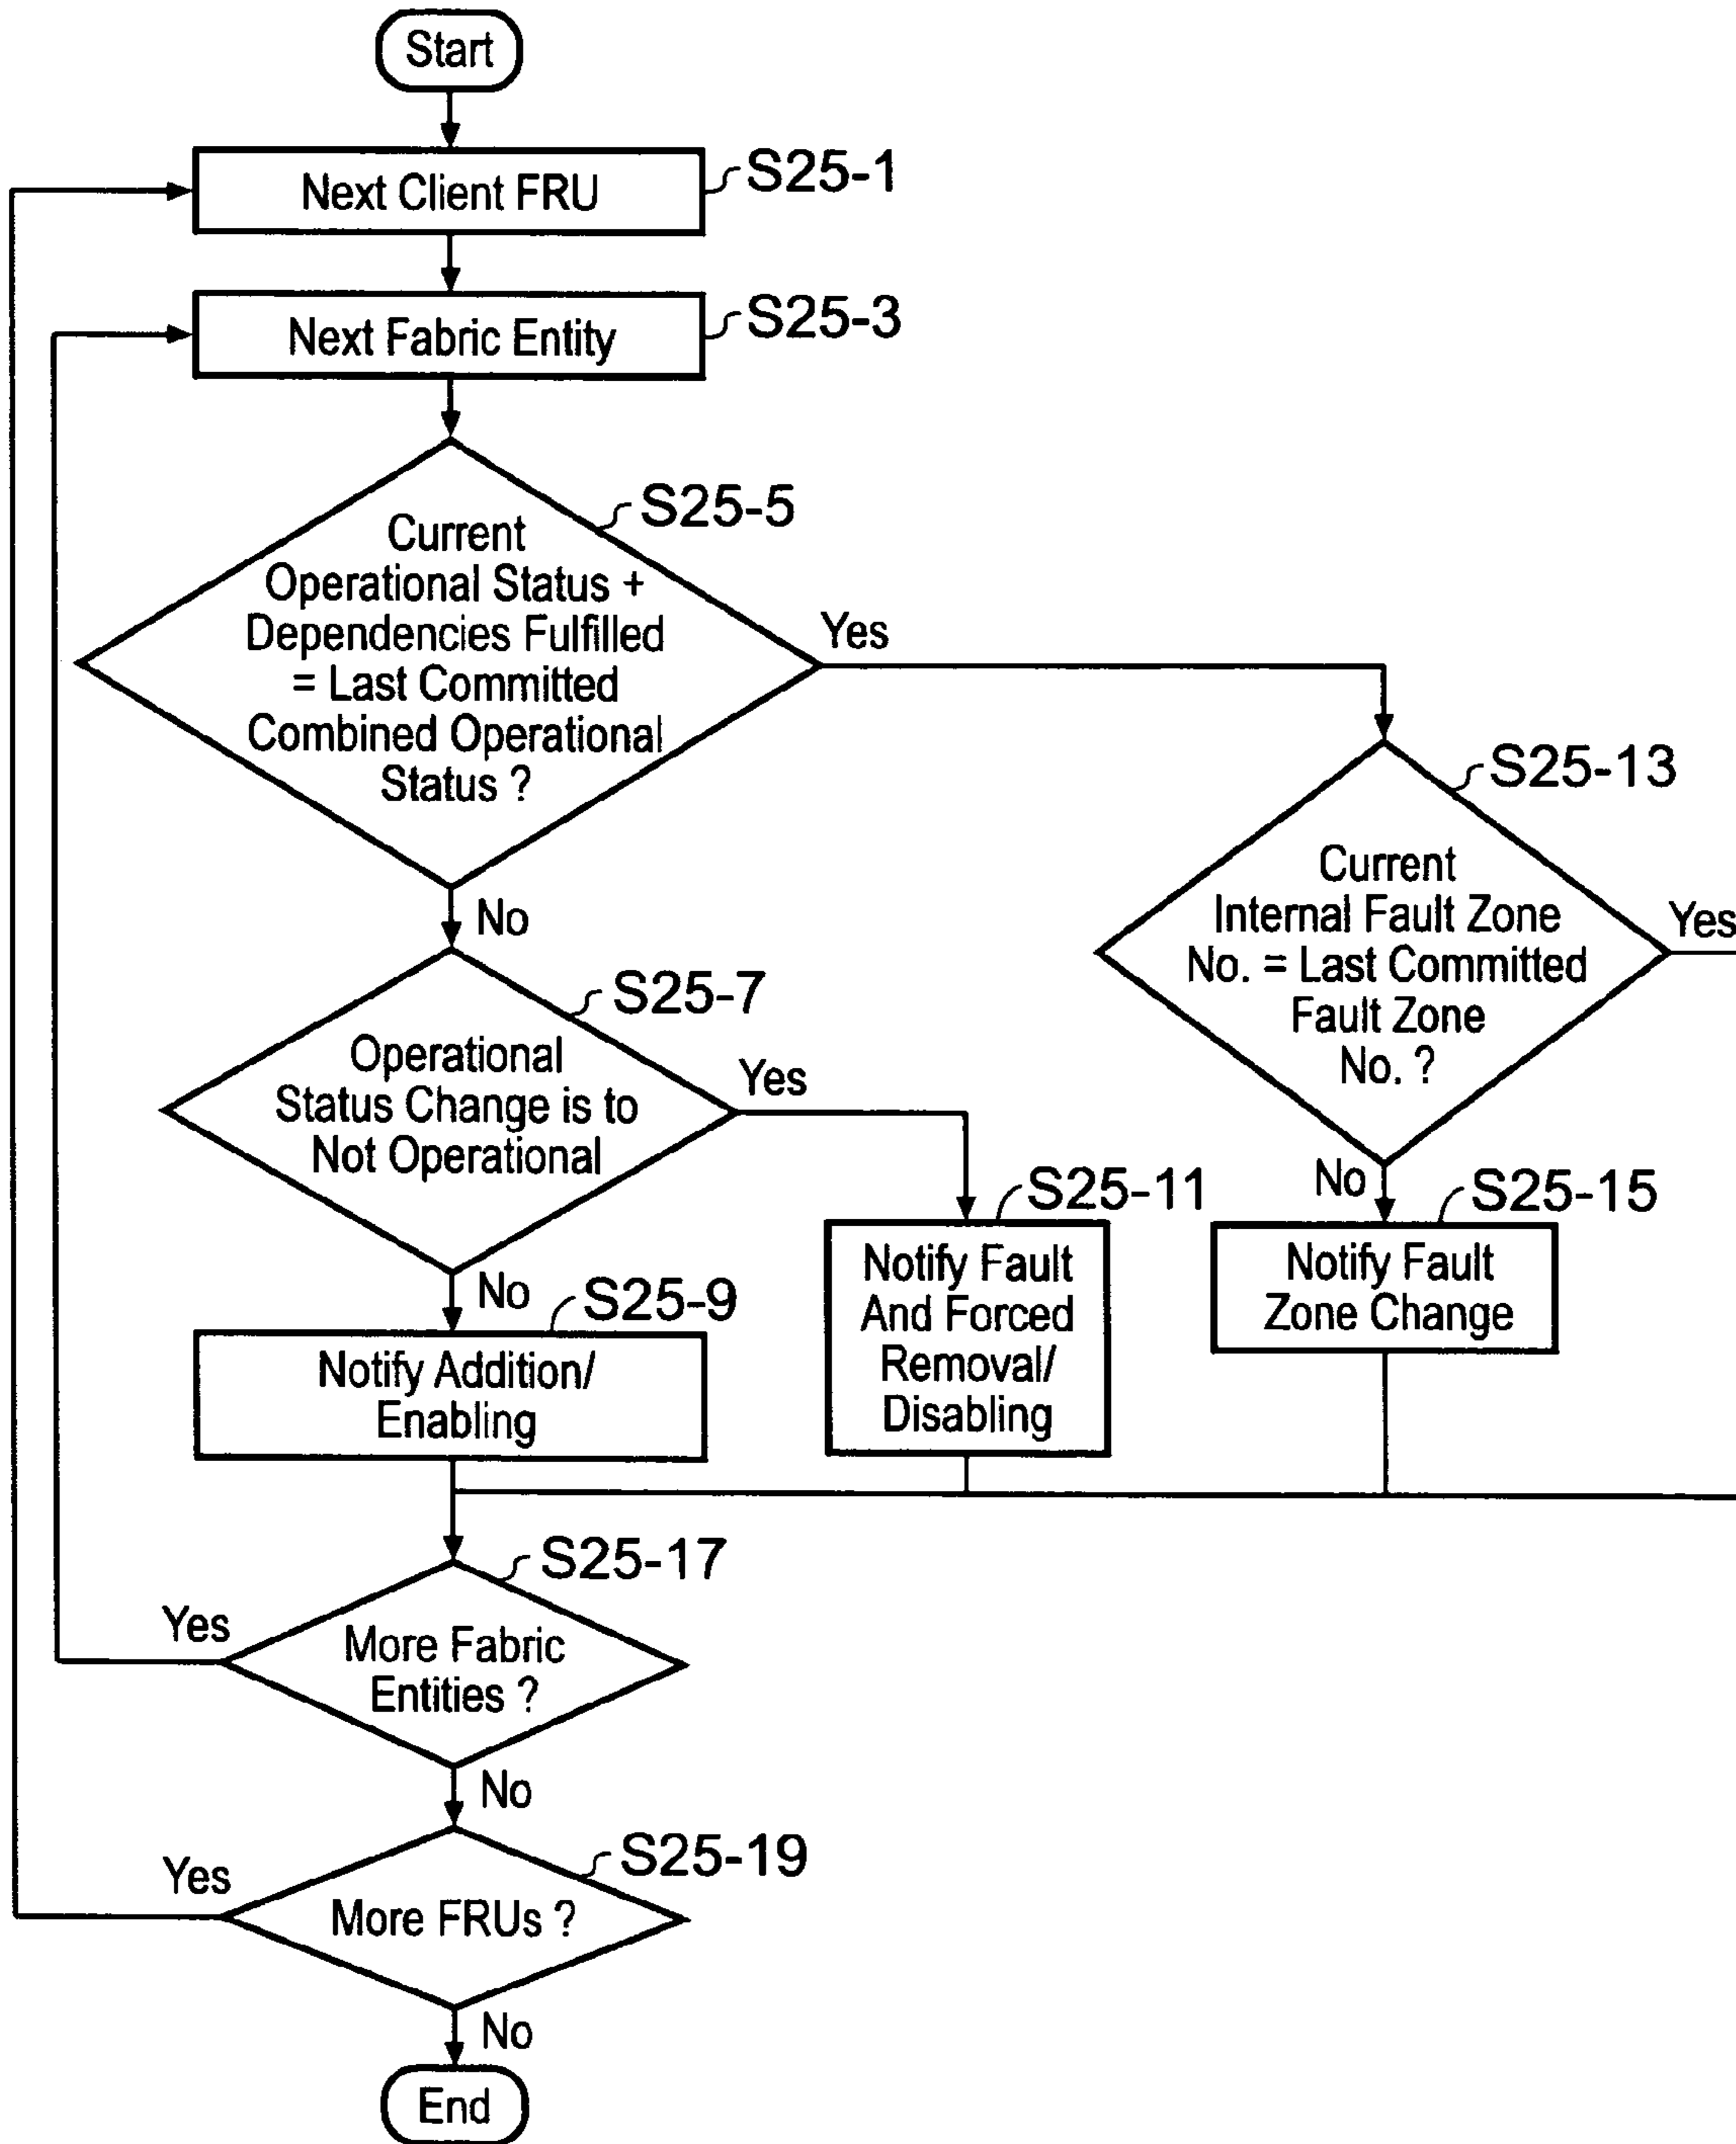 Start
Next Client FRU
S25-1
Next Fabric Entity
S25-3
S25-5
Current
Operational Status +
Dependencies Fulfilled
= Last Committed
Combined Operational
Status ?
Yes
No
S25-13
Current
Internal Fault Zone
No. = Last Committed
Fault Zone
No. ?
Yes
No
S25-7
Operational
Status Change is to
Not Operational
Yes
No
S25-11
Notify Fault
And Forced
Removal/
Disabling
S25-15
Notify Fault
Zone Change
S25-9
Notify Addition/
Enabling
S25-17
More Fabric
Entities ?
Yes
No
S25-19
More FRUs ?
Yes
No
End